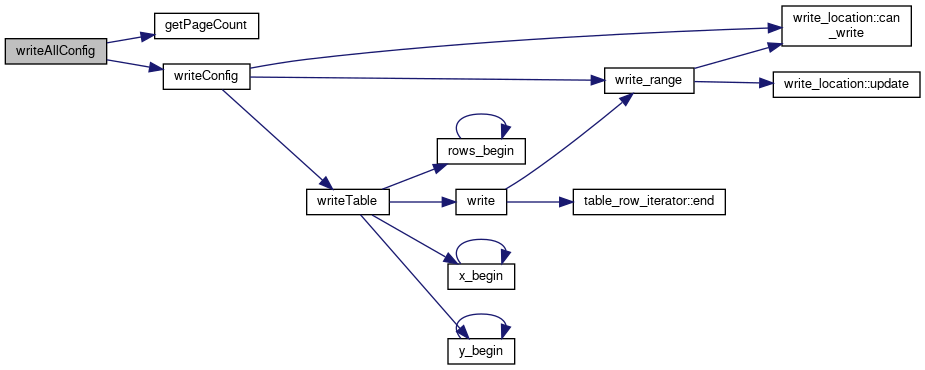 writeAllConfig
getPageCount
writeConfig
write_location::can
_write
write_range
write_location::update
rows_begin
writeTable
write
table_row_iterator::end
x_begin
y_begin